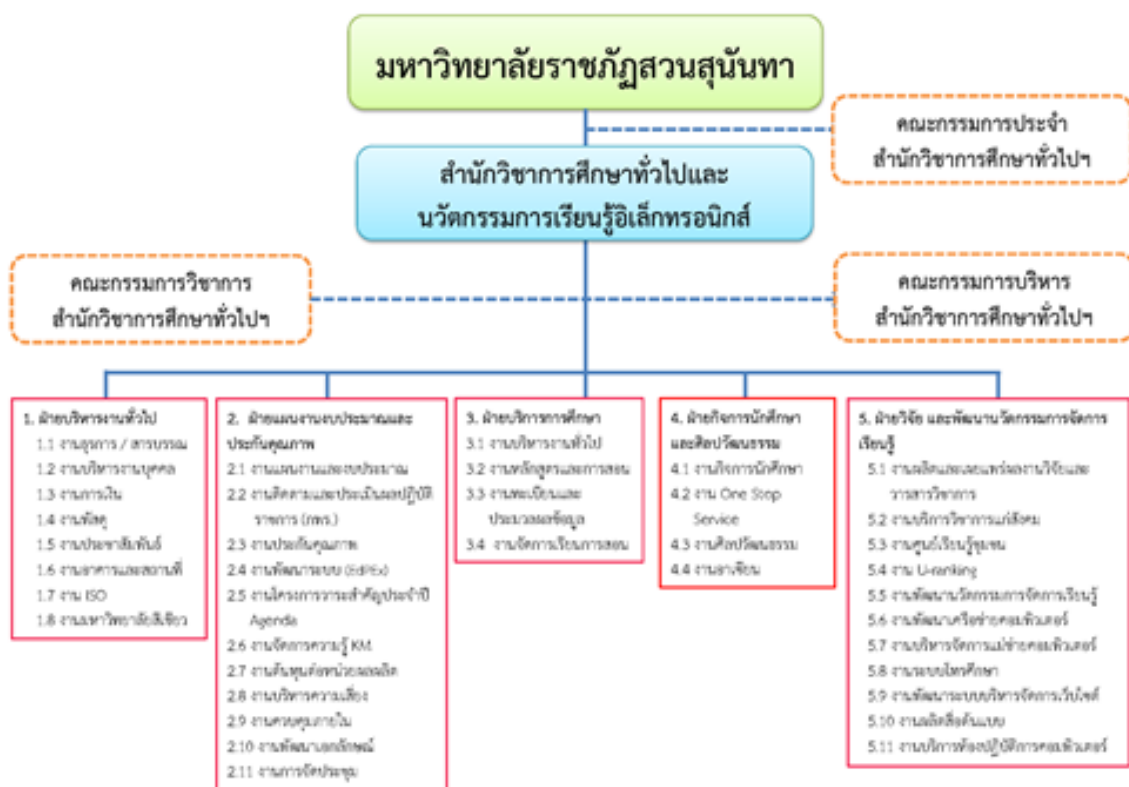 มหาวิทยาลัยราชภัฏสวนสุนันทา
คณะกรรมการประจำ
สำนักวิชาการศึกษาทั่วไปฯ
สำนักวิชาการศึกษาทั่วไปและ
นวัตกรรมการเรียนรู้อิเล็กทรอนิกส์
คณะกรรมการวิชาการ
สำนักวิชาการศึกษาทั่วไปฯ
คณะกรรมการบริหาร
สำนักวิชาการศึกษาทั่วไปฯ
1. ฝ่ายบริหารงานทั่วไป
1.1 งานธุรการ / สารบรรณ
1.2 งานบริหารงานบุคคล
1.3 งานการเงิน
1.4 งานพัสดุ
1.5 งานประชาสัมพันธ์
1.6 งานอาคารและสถานที่
1.7 งาน ISO
1.8 งานมหาวิทยาลัยสีเขียว
2. ฝ่ายแผนงานงบประมาณและ
ประกันคุณภาพ
2.1 งานแผนงานและงบประมาณ
2.2 งานติดตามและประเมินผลปฏิบัติ
ราชการ (กพร.)
2.3 งานประกันคุณภาพ
2.4 งานพัฒนาระบบ (EdPEx)
2.5 งานโครงการวาระสำคัญประจำปี
Agenda
2.6 งานจัดการความรู้ KM
2.7 งานต้นทุนต่อหน่วยผลผลิต
2.8 งานบริหารความเสี่ยง
2.9 งานควบคุมภายใน
2.10 งานพัฒนาเอกลักษณ์
2.11 งานการจัดประชุม
3. ฝ่ายบริการการศึกษา
3.1 งานบริหารงานทั่วไป
3.2 งานหลักสูตรและการสอน
3.3 งานทะเบียนและ
ประมวลผลข้อมูล
3.4 งานจัดการเรียนการสอน
4. ฝ่ายกิจการนักศึกษา
และศิลปวัฒนธรรม
4.1 งานกิจการนักศึกษา
4.2 งาน One Stop
Service
4.3 งานศิลปวัฒนธรรม
4.4 งานอาเซียน
5. ฝ่ายวิจัย และพัฒนานวัตกรรมการจัดการ
เรียนรู้
5.1 งานผลิตและเผยแพร่ผลงานวิจัยและ
วารสารวิชาการ
5.2 งานบริการวิชาการแก่สังคม
5.3 งานศูนย์เรียนรู้ชุมชน
5.4 งาน U-ranking
5.5 งานพัฒนานวัตกรรมการจัดการเรียนรู้
5.6 งานพัฒนาเครือข่ายคอมพิวเตอร์
5.7 งานบริหารจัดการแม่ข่ายคอมพิวเตอร์
5.8 งานระบบโทรศึกษา
5.9 งานพัฒนาระบบบริหารจัดการเว็บไซต์
5.10 งานผลิตสื่อต้นแบบ
5.11 งานบริการห้องปฏิบัติการคอมพิวเตอร์